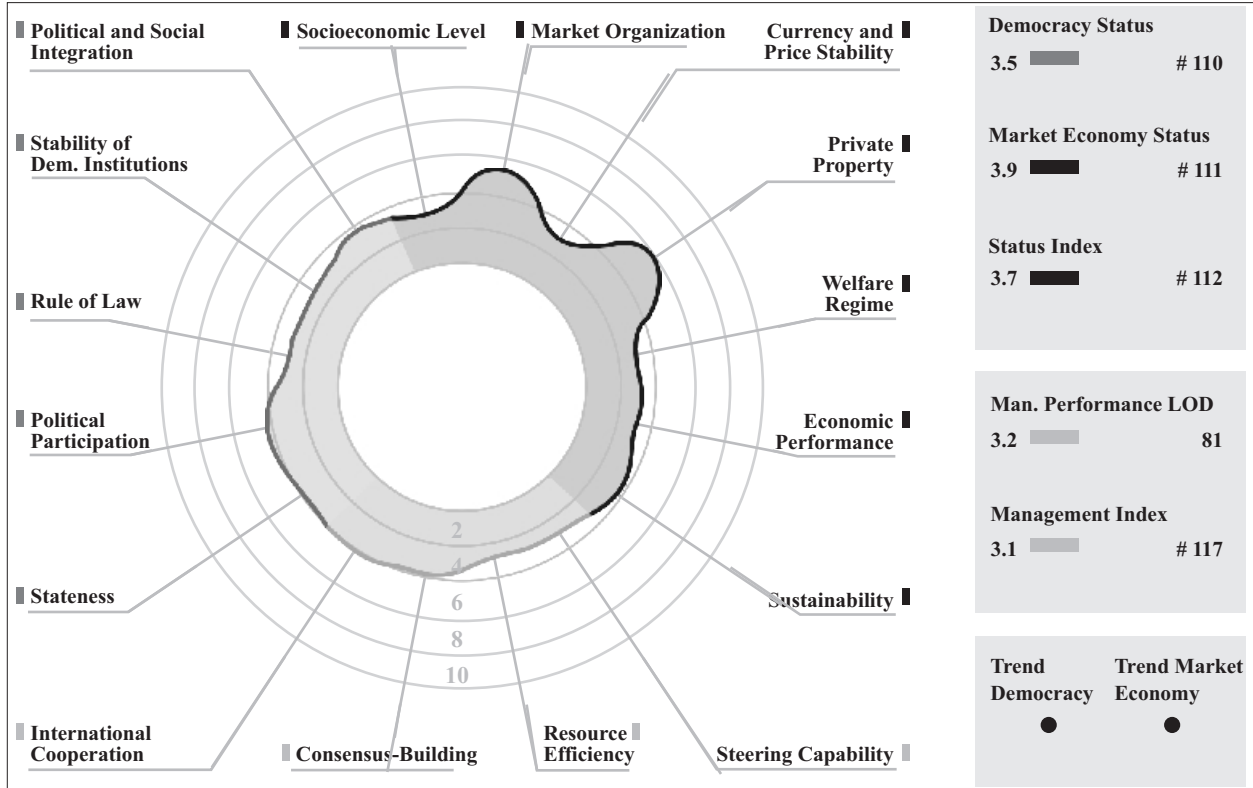 Political and Social
Integration
Socioeconomic Level
Market Organization
Currency and
Price Stability
Stability of
Dem. Institutions
Private
Property
Rule of Law
Welfare
Regime
Political
Participation
Economic
Performance
Stateness
Sustainability
International
Cooperation
Consensus-Building
Resource
Efficiency
Steering Capability
2
4
6
8
10
Democracy Status
3.5 # 110
Market Economy Status
3.9 # 111
Status Index
3.7 # 112
Man. Performance LOD
3.2 81
Management Index
3.1 # 117
Trend
Democracy
Trend Market
Economy